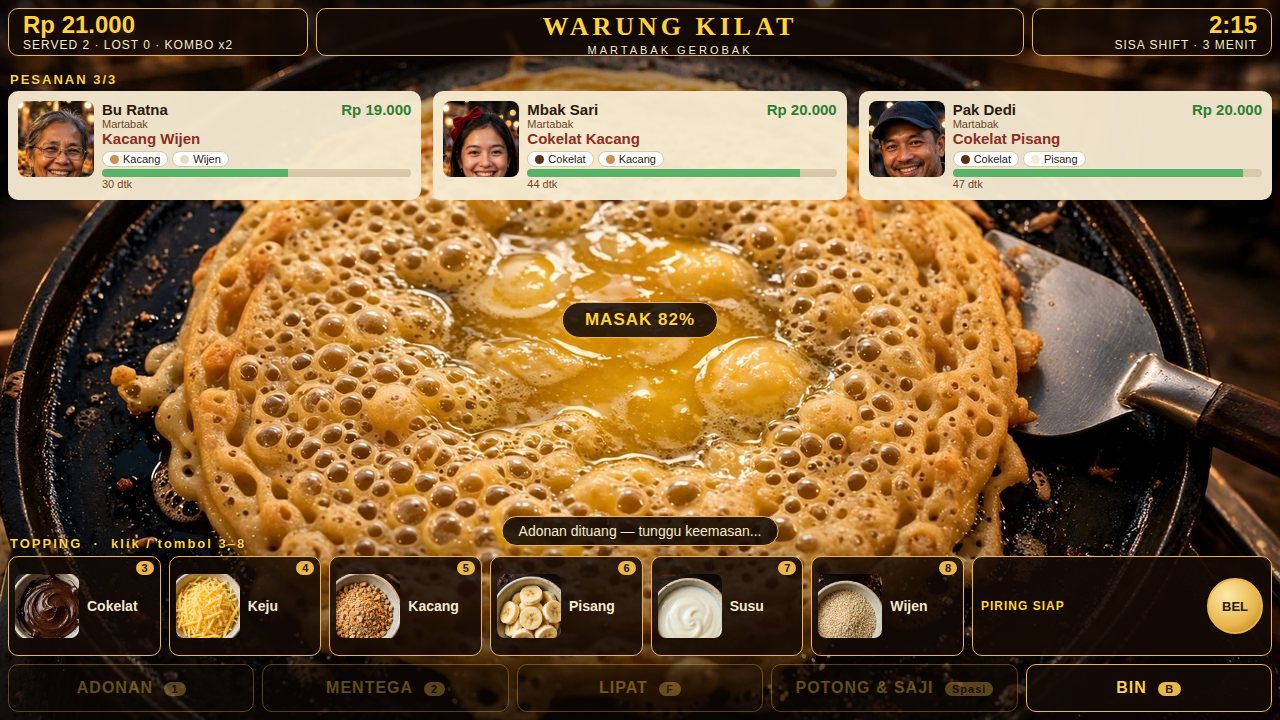 Rp 21.000
SERVED 2 · LOST 0 · KOMBO x2
WARUNG KILAT
MARTABAK GEROBAK
2:15
SISA SHIFT · 3 MENIT
PESANAN 3/3
Bu Ratna
Rp 19.000
Martabak
Kacang Wijen
Kacang
Wijen
30 dtk
Mbak Sari
Rp 20.000
Martabak
Cokelat Kacang
Cokelat
Kacang
44 dtk
Pak Dedi
Rp 20.000
Martabak
Cokelat Pisang
Cokelat
Pisang
47 dtk
MASAK 82%
Adonan dituang — tunggu keemasan...
TOPPING · klik / tombol 3–8
3
Cokelat
4
Keju
5
Kacang
6
Pisang
7
Susu
8
Wijen
PIRING SIAP
BEL
ADONAN 1
MENTEGA 2
LIPAT F
POTONG & SAJI Spasi
BIN B